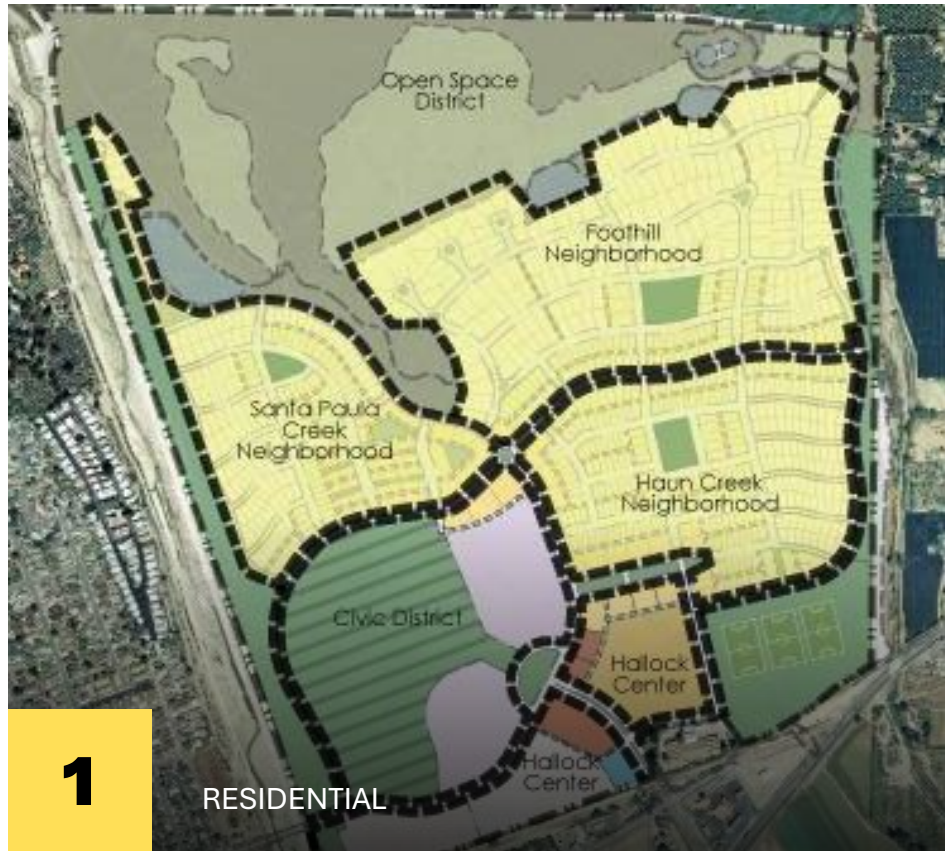 Open Space
District
Foothill
Neighborhood
Santa Paula
Creek
Neighborhood
Haun Creek
Neighborhood
Civic District
Hallock
Center
Hallock
Center
1
RESIDENTIAL